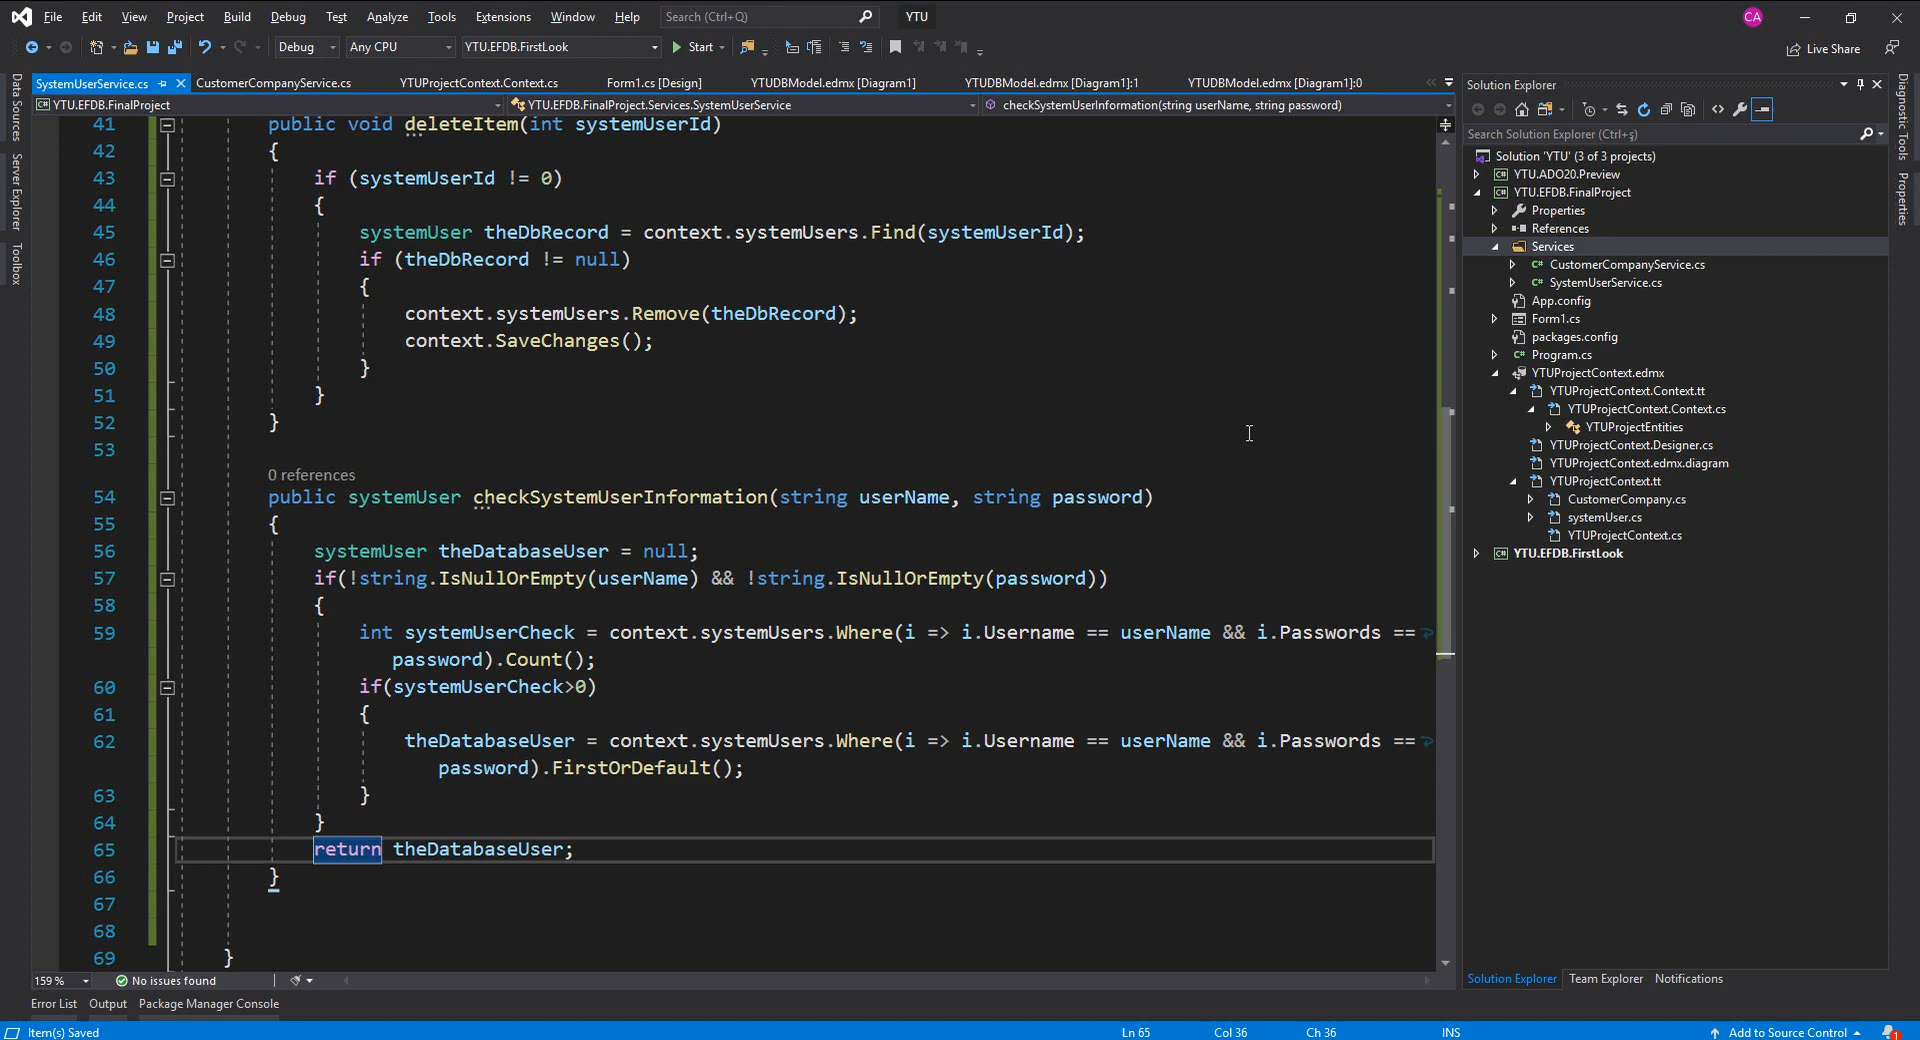 File Edit View Project Build Debug Test Analyze Tools Extensions Window Help Search (Ctrl+Q) YTU CA
Debug Any CPU YTU.EFDB.FirstLook Start Live Share
SystemUserService.cs CustomerCompanyService.cs YTUProjectContext.Context.cs Form1.cs [Design] YTUDBModel.edmx [Diagram1] YTUDBModel.edmx [Diagram1]:1 YTUDBModel.edmx [Diagram1]:0
YTU.EFDB.FinalProject YTU.EFDB.FinalProject.Services.SystemUserService checkSystemUserInformation(string userName, string password)
Data Sources
Server Explorer
Toolbox
41 public void deleteItem(int systemUserId)
42 {
43 if (systemUserId != 0)
44 {
45 systemUser theDbRecord = context.systemUsers.Find(systemUserId);
46 if (theDbRecord != null)
47 {
48 context.systemUsers.Remove(theDbRecord);
49 context.SaveChanges();
50 }
51 }
52 }
53
0 references
54 public systemUser checkSystemUserInformation(string userName, string password)
55 {
56 systemUser theDatabaseUser = null;
57 if(!string.IsNullOrEmpty(userName) && !string.IsNullOrEmpty(password))
58 {
59 int systemUserCheck = context.systemUsers.Where(i => i.Username == userName && i.Passwords ==
password).Count();
60 if(systemUserCheck>0)
61 {
62 theDatabaseUser = context.systemUsers.Where(i => i.Username == userName && i.Passwords ==
password).FirstOrDefault();
63 }
64 }
65 return theDatabaseUser;
66 }
67
68
69 }
159 % No issues found
Error List Output Package Manager Console
Item(s) Saved Ln 65 Col 36 Ch 36 INS Add to Source Control 1
Solution Explorer
Search Solution Explorer (Ctrl+ş)
Solution 'YTU' (3 of 3 projects)
YTU.ADO20.Preview
YTU.EFDB.FinalProject
Properties
References
Services
CustomerCompanyService.cs
SystemUserService.cs
App.config
Form1.cs
packages.config
Program.cs
YTUProjectContext.edmx
YTUProjectContext.Context.tt
YTUProjectContext.Context.cs
YTUProjectEntities
YTUProjectContext.Designer.cs
YTUProjectContext.edmx.diagram
YTUProjectContext.tt
CustomerCompany.cs
systemUser.cs
YTUProjectContext.cs
YTU.EFDB.FirstLook
Solution Explorer Team Explorer Notifications
Diagnostic Tools
Properties